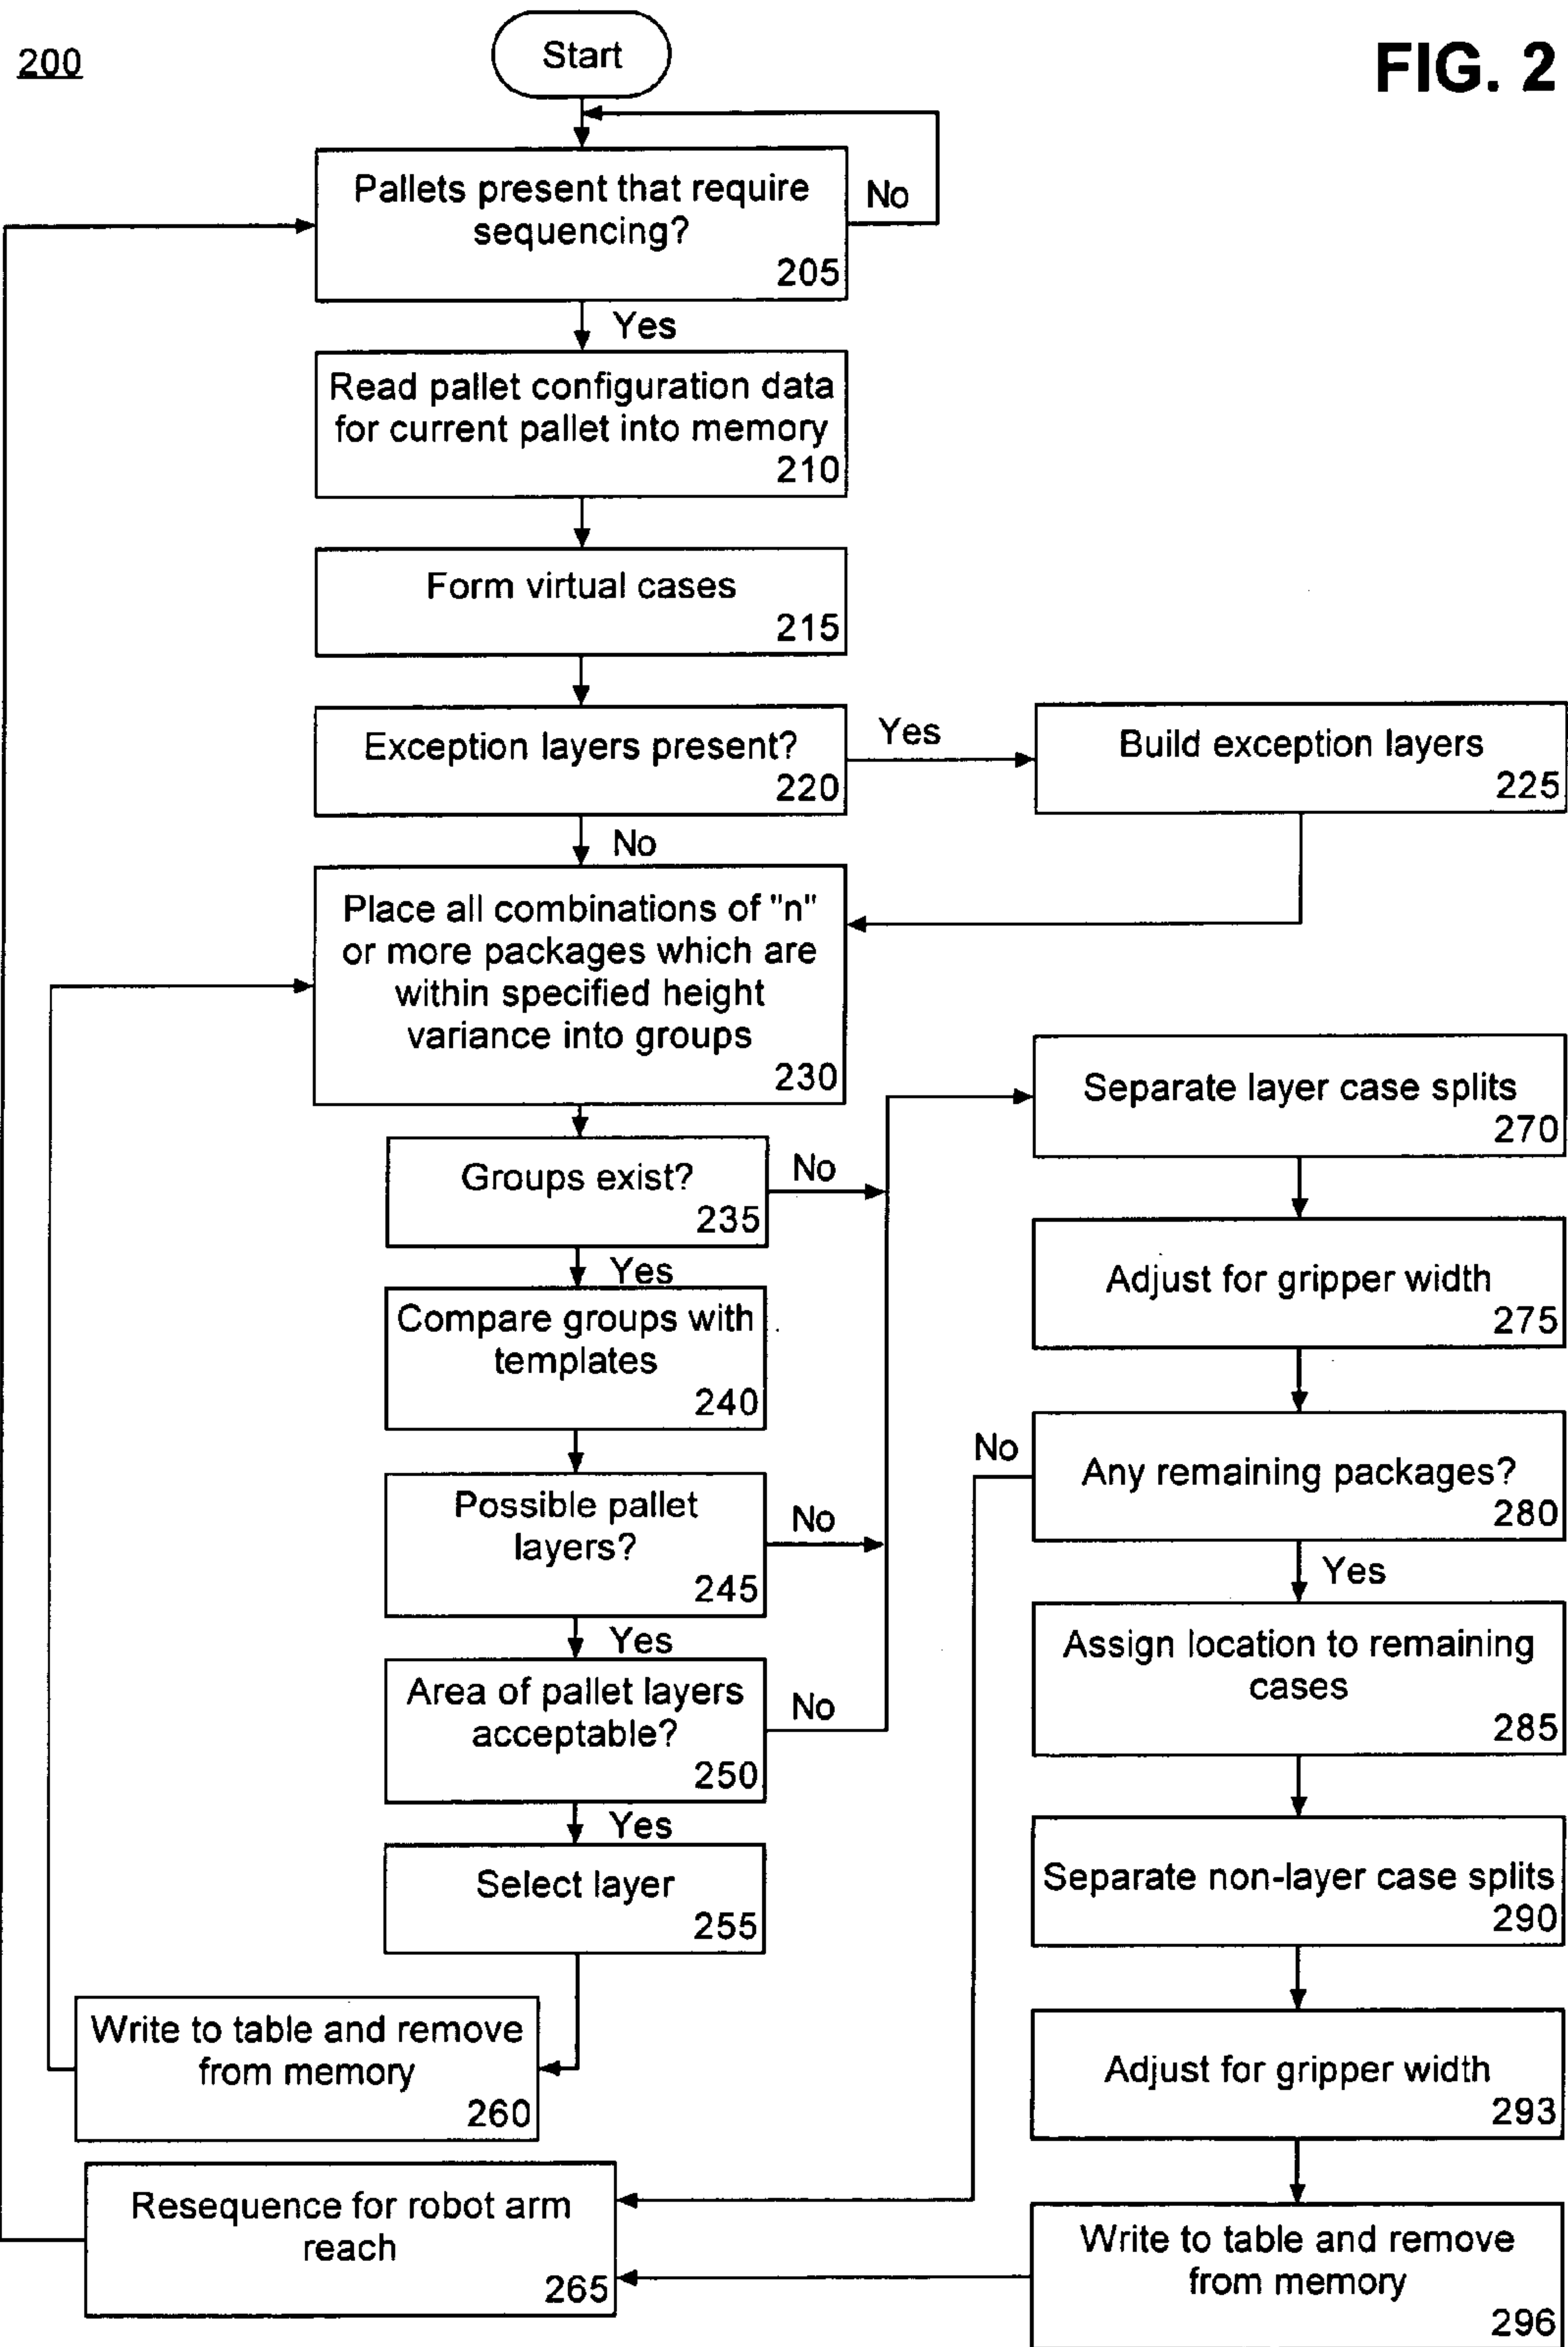 200
Start
FIG. 2
Pallets present that require
sequencing?
205
No
Yes
Read pallet configuration data
for current pallet into memory
210
Form virtual cases
215
Exception layers present?
220
Yes
Build exception layers
225
No
Place all combinations of "n"
or more packages which are
within specified height
variance into groups
230
Groups exist?
235
No
Yes
Compare groups with
templates
240
Possible pallet
layers?
245
No
Yes
Area of pallet layers
acceptable?
250
No
Yes
Select layer
255
Write to table and remove
from memory
260
Resequence for robot arm
reach
265
Separate layer case splits
270
Adjust for gripper width
275
Any remaining packages?
280
No
Yes
Assign location to remaining
cases
285
Separate non-layer case splits
290
Adjust for gripper width
293
Write to table and remove
from memory
296